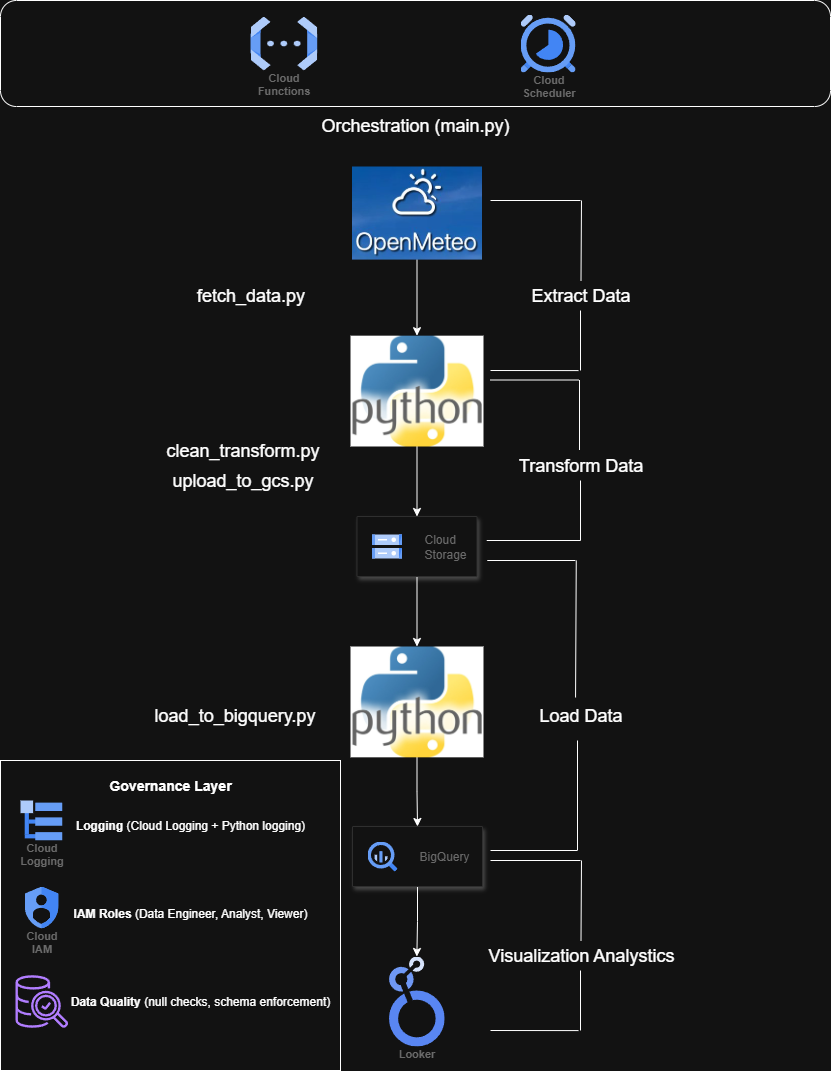 Cloud
Functions
Cloud
Scheduler
Orchestration (main.py)
OpenMeteo
fetch_data.py
Extract Data
python
clean_transform.py
upload_to_gcs.py
Transform Data
Cloud
Storage
python
load_to_bigquery.py
Load Data
Governance Layer
Cloud
Logging
Logging (Cloud Logging + Python logging)
BigQuery
Cloud
IAM
IAM Roles (Data Engineer, Analyst, Viewer)
Visualization Analystics
Data Quality (null checks, schema enforcement)
Looker